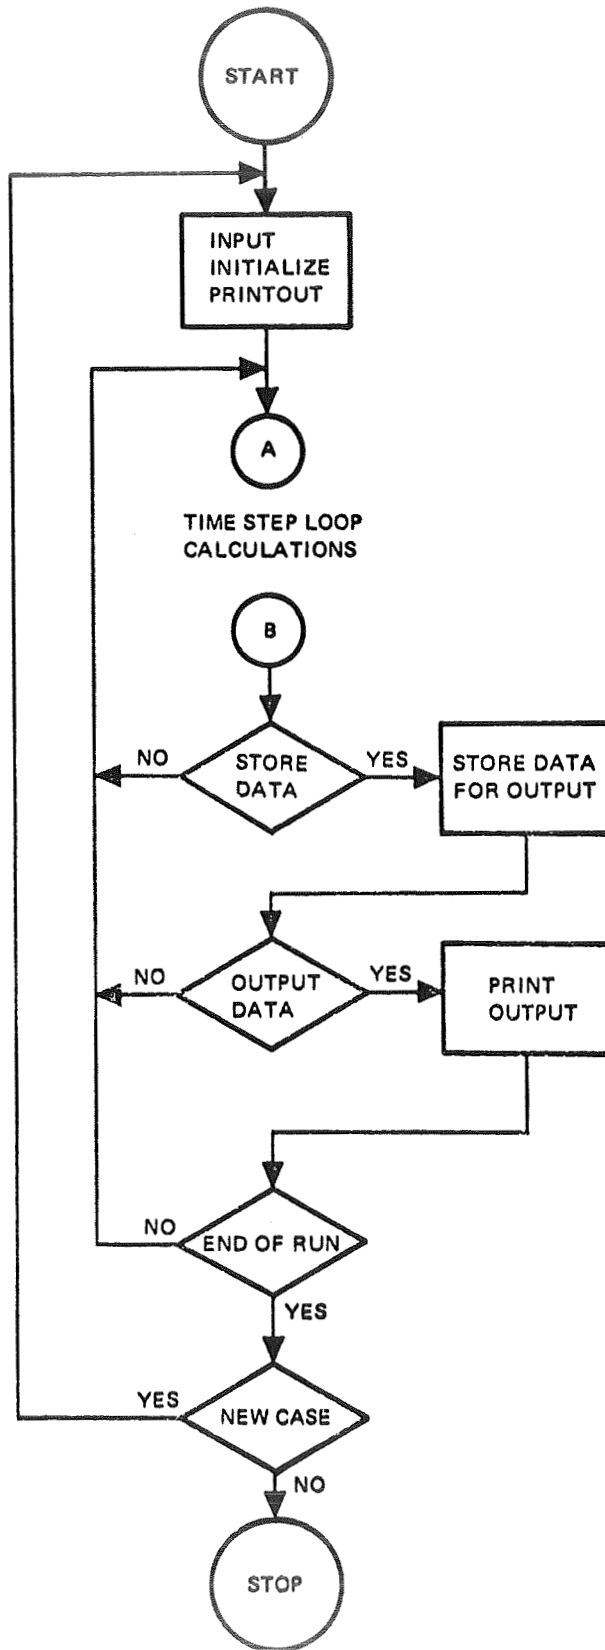 START
INPUT
INITIALIZE
PRINTOUT
A
TIME STEP LOOP
CALCULATIONS
B
NO
STORE
DATA
YES
STORE DATA
FOR OUTPUT
NO
OUTPUT
DATA
YES
PRINT
OUTPUT
NO
END OF RUN
YES
YES
NEW CASE
NO
STOP